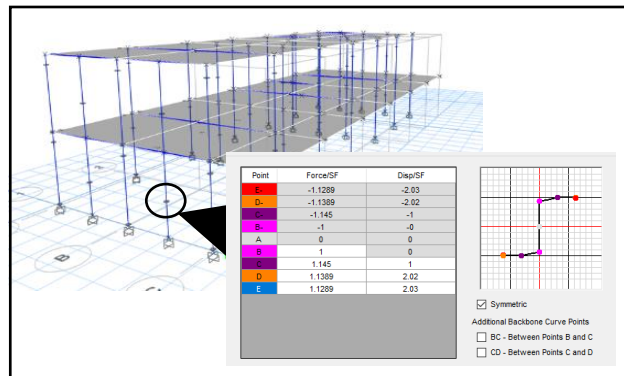 Point Force/SF Disp/SF
E- -1.1289 -2.03
D- -1.1389 -2.02
C- -1.145 -1
B- -1 -0
A 0 0
B 1 0
C 1.145 1
D 1.1389 2.02
E 1.1289 2.03
Symmetric
Additional Backbone Curve Points
BC - Between Points B and C
CD - Between Points C and D
B